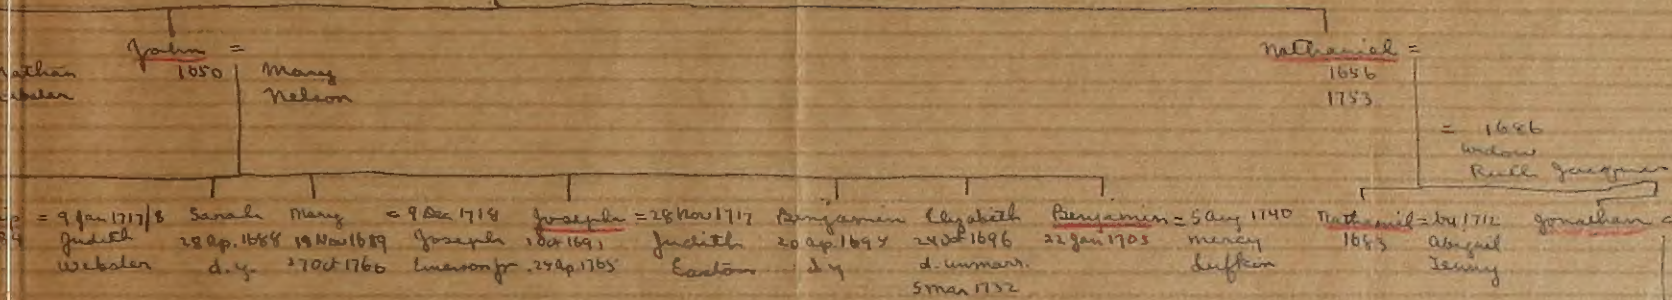 John =
1650
Mary
Nelson
Nathaniel =
1656
1753
= 1686
widow
Ruth
= 9 Jan 1717/8
Judith
Webster
Sarah
28 Ap. 1688
d.y.
Mary
19 Nov 1689
27 Oct 1766
= 9 Dec 1718
Joseph
Emerson jr.
Joseph
1 Oct 1691
24 Ap. 1765
= 28 Nov 1717
Judith
Easton
Benjamin
20 Ap. 1694
d y
Elyabeth
24 Oct 1696
d. unmarr.
5 Mar 1732
Benjamin
22 Jan 1703
= 5 Aug 1740
Mercy
Lufkin
Nathaniel
1683
= by 1712
Abigail
Tenny
Jonathan